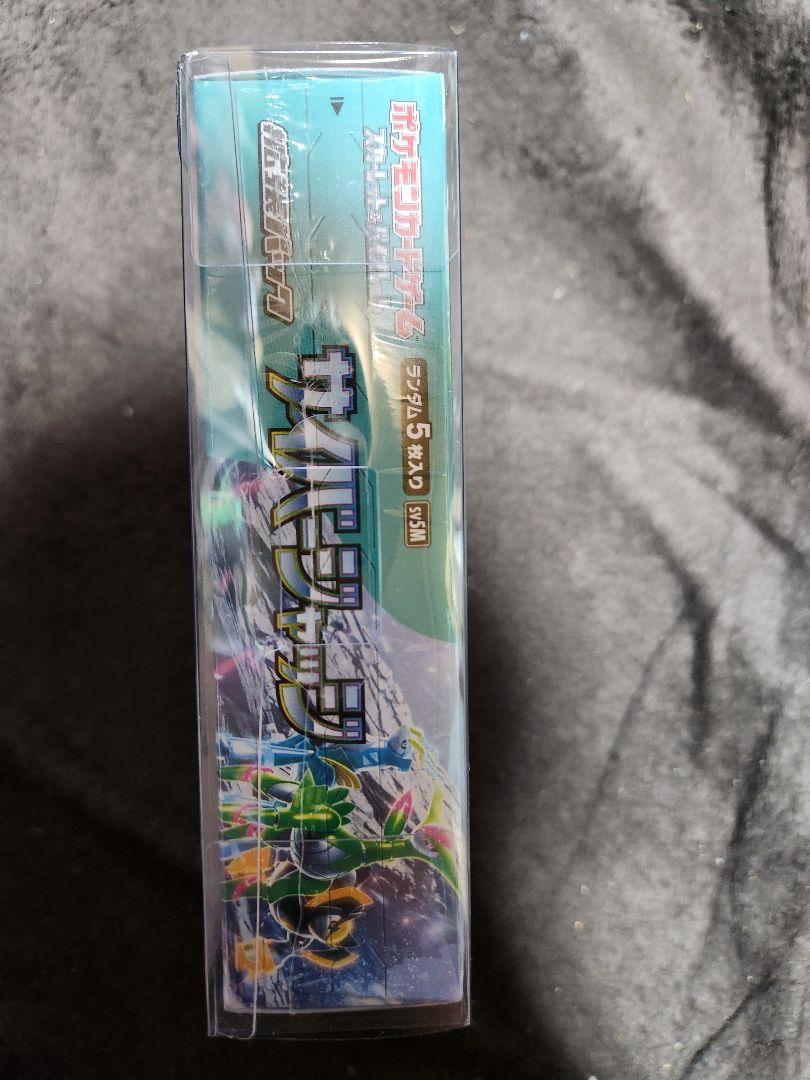 ポケモンカードゲーム
スカーレット&バイオレット
拡張パック
ランダム5枚入り
SV5M
サイバージャッジ